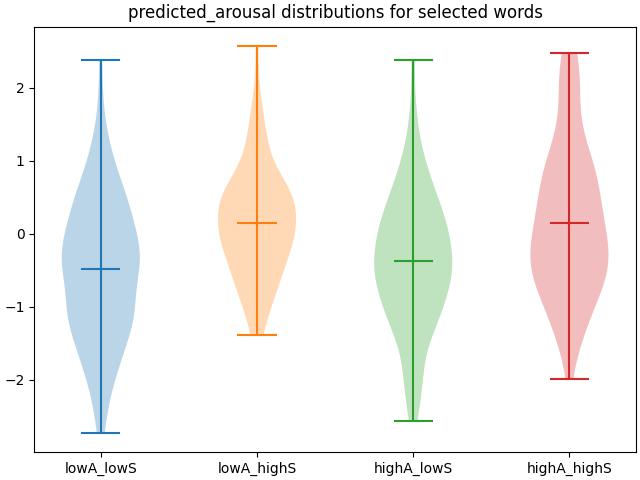 predicted_arousal distributions for selected words
2
1
0
−1
−2
lowA_lowS
lowA_highS
highA_lowS
highA_highS